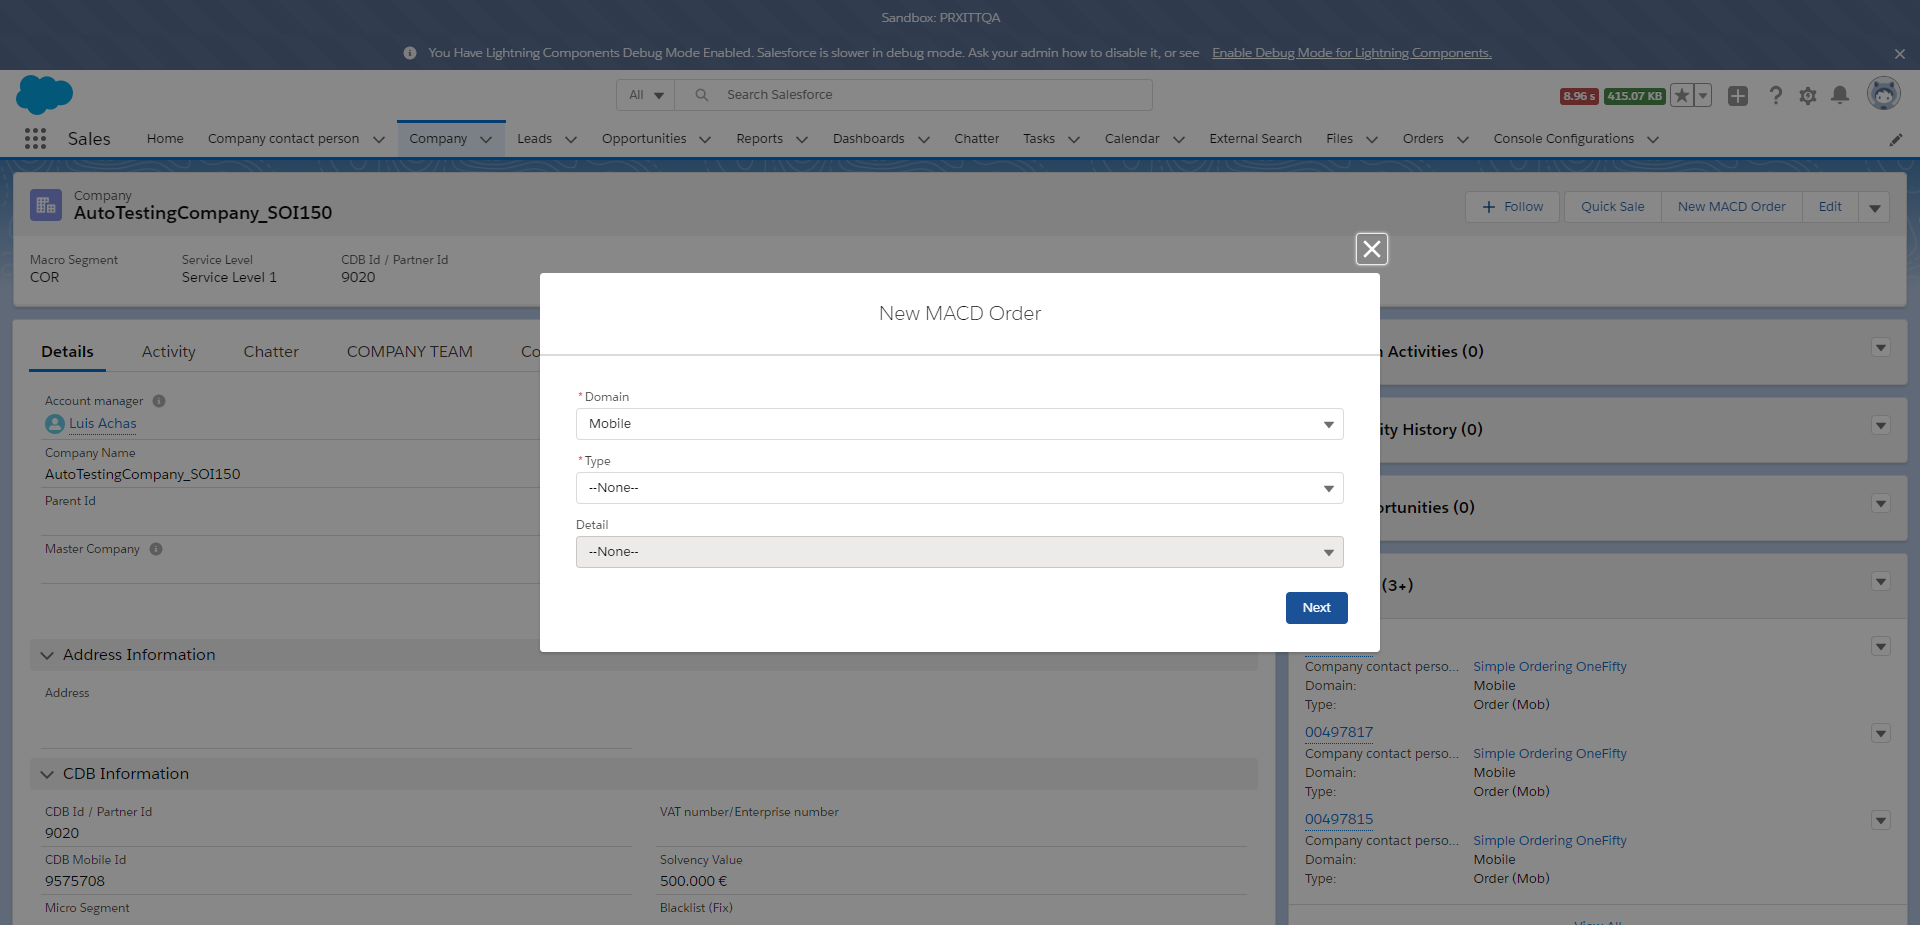 Sandbox: PRXITTQA
You Have Lightning Components Debug Mode Enabled. Salesforce is slower in debug mode. Ask your admin how to disable it, or see Enable Debug Mode for Lightning Components.
All
Search Salesforce
8.96 s 415.07 KB
Sales Home Company contact person Company Leads Opportunities Reports Dashboards Chatter Tasks Calendar External Search Files Orders Console Configurations
Company
AutoTestingCompany_SOI150
Follow Quick Sale New MACD Order Edit
Macro Segment Service Level CDB Id / Partner Id
COR Service Level 1 9020
New MACD Order
*Domain
Mobile
*Type
--None--
Detail
--None--
Next
Details Activity Chatter COMPANY TEAM Co
Account manager
Luis Achas
Company Name
AutoTestingCompany_SOI150
Parent Id
Master Company
Address Information
Address
CDB Information
CDB Id / Partner Id VAT number/Enterprise number
9020
CDB Mobile Id Solvency Value
9575708 500.000 €
Micro Segment Blacklist (Fix)
Activities (0)
ity History (0)
ortunities (0)
(3+)
Company contact perso... Simple Ordering OneFifty
Domain: Mobile
Type: Order (Mob)
00497817
Company contact perso... Simple Ordering OneFifty
Domain: Mobile
Type: Order (Mob)
00497815
Company contact perso... Simple Ordering OneFifty
Domain: Mobile
Type: Order (Mob)
View All